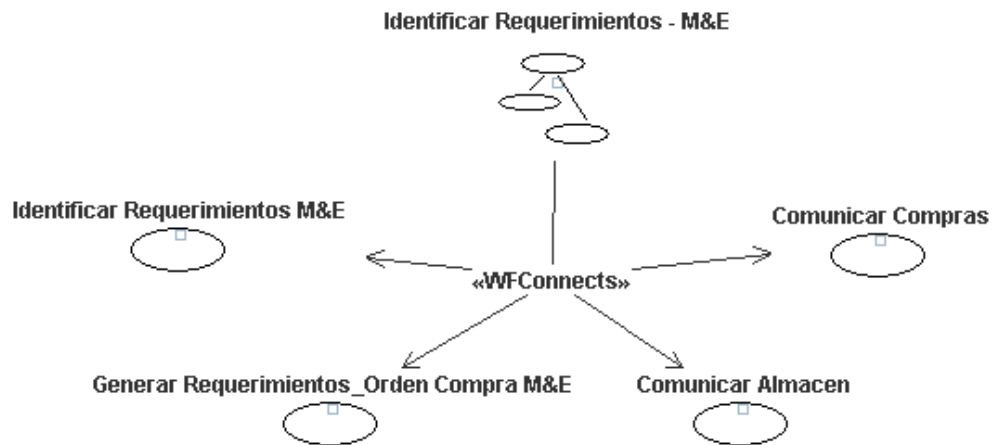 Identificar Requerimientos - M&E
Identificar Requerimientos M&E
Comunicar Compras
«WFConnects»
Generar Requerimientos_Orden Compra M&E
Comunicar Almacen